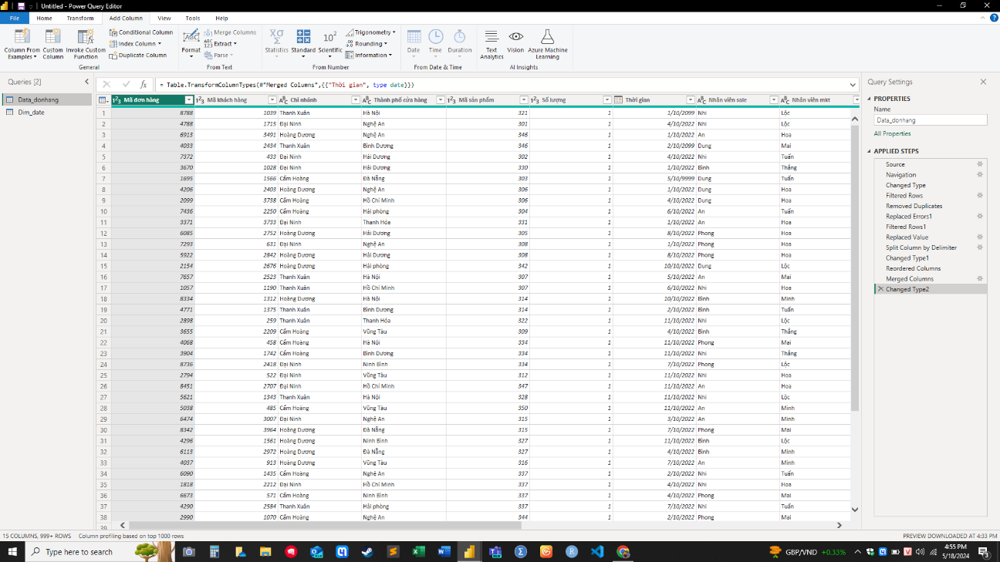 Untitled - Power Query Editor
File Home Transform Add Column View Tools Help
Column From Examples Custom Column Invoke Custom Function Conditional Column Index Column Duplicate Column
General
Format Merge Columns Extract Parse
From Text
Statistics Standard Scientific Trigonometry Rounding Information
From Number
Date Time Duration
From Date & Time
Text Analytics Vision Azure Machine Learning
AI Insights
Queries [2]
Data_donhang
Dim_date
= Table.TransformColumnTypes(#"Merged Columns",{{"Thời gian", type date}})
Mã đơn hàng Mã khách hàng Chi nhánh Thành phố cửa hàng Mã sản phẩm Số lượng Thời gian Nhân viên sale Nhân viên mkt
1 8788 1039 Thanh Xuân Hà Nội 321 1 1/10/2099 Nhi Lộc
2 4788 1715 Đại Ninh Nghệ An 301 1 4/10/2022 Nhi Lộc
3 6913 3491 Hoàng Dương Nghệ An 346 1 1/10/2022 An Hoa
4 4033 2434 Thanh Xuân Bình Dương 346 1 2/10/2099 Dung Mai
5 7372 433 Đại Ninh Hải Dương 302 1 4/10/2022 Nhi Tuấn
6 3670 1028 Đại Ninh Hải Dương 330 1 1/10/2022 Bình Thắng
7 1695 1566 Cẩm Hoàng Đà Nẵng 303 1 5/10/9999 Dung Tuấn
8 4206 2403 Hoàng Dương Nghệ An 306 1 1/10/2022 Dung Hoa
9 2099 3738 Cẩm Hoàng Hồ Chí Minh 306 1 4/10/2022 Dung Hoa
10 7436 2250 Cẩm Hoàng Hải phòng 304 1 6/10/2022 An Tuấn
11 3371 3733 Đại Ninh Thanh Hóa 331 1 1/10/2022 An Hoa
12 6085 2752 Hoàng Dương Hải Dương 305 1 8/10/2022 Phong Hoa
13 7293 631 Đại Ninh Nghệ An 308 1 1/10/2022 Phong Hoa
14 5922 2842 Hoàng Dương Hải Dương 308 1 8/10/2022 Phong Hoa
15 2154 2676 Hoàng Dương Hải phòng 342 1 10/10/2022 Dung Lộc
16 7657 2523 Thanh Xuân Hà Nội 307 1 5/10/2022 An Mai
17 1057 1190 Thanh Xuân Hồ Chí Minh 307 1 6/10/2022 Nhi Hoa
18 8334 1312 Hoàng Dương Hà Nội 314 1 10/10/2022 Bình Minh
19 4771 1375 Thanh Xuân Bình Dương 314 1 2/10/2022 Bình Tuấn
20 2898 259 Thanh Xuân Thanh Hóa 322 1 11/10/2022 Nhi Lộc
21 3655 2209 Cẩm Hoàng Vũng Tàu 309 1 4/10/2022 Bình Thắng
22 4068 458 Cẩm Hoàng Hà Nội 334 1 11/10/2022 Phong Mai
23 3904 1742 Cẩm Hoàng Bình Dương 334 1 11/10/2022 Nhi Thắng
24 8736 2418 Đại Ninh Ninh Bình 334 1 7/10/2022 Phong Lộc
25 2794 522 Đại Ninh Vũng Tàu 312 1 11/10/2022 Nhi Hoa
26 8451 2707 Đại Ninh Hồ Chí Minh 347 1 11/10/2022 An Hoa
27 5621 1343 Thanh Xuân Hà Nội 328 1 11/10/2022 Nhi Lộc
28 5038 485 Cẩm Hoàng Vũng Tàu 350 1 11/10/2022 An Minh
29 6474 3007 Đại Ninh Nghệ An 315 1 3/10/2022 An Minh
30 8342 3964 Hoàng Dương Đà Nẵng 315 1 7/10/2022 Phong Mai
31 4296 1561 Hoàng Dương Ninh Bình 327 1 11/10/2022 Bình Lộc
32 6113 2972 Hoàng Dương Đà Nẵng 327 1 4/10/2022 Bình Minh
33 4037 913 Hoàng Dương Vũng Tàu 316 1 7/10/2022 An Minh
34 6090 1435 Cẩm Hoàng Nghệ An 337 1 2/10/2022 Nhi Tuấn
35 1818 2212 Đại Ninh Hồ Chí Minh 337 1 4/10/2022 Nhi Hoa
36 6673 571 Cẩm Hoàng Ninh Bình 337 1 4/10/2022 Phong Mai
37 4290 2584 Thanh Xuân Hải phòng 337 1 7/10/2022 Nhi Tuấn
38 2990 1070 Cẩm Hoàng Nghệ An 344 1 2/10/2022 Phong Mai
39
Query Settings
PROPERTIES
Name
Data_donhang
All Properties
APPLIED STEPS
Source
Navigation
Changed Type
Filtered Rows
Removed Duplicates
Replaced Errors1
Filtered Rows1
Replaced Value
Split Column by Delimiter
Changed Type1
Reordered Columns
Merged Columns
Changed Type2
15 COLUMNS, 999+ ROWS Column profiling based on top 1000 rows PREVIEW DOWNLOADED AT 4:33 PM
Type here to search
GBP/VND +0.33%
4:55 PM
5/18/2024